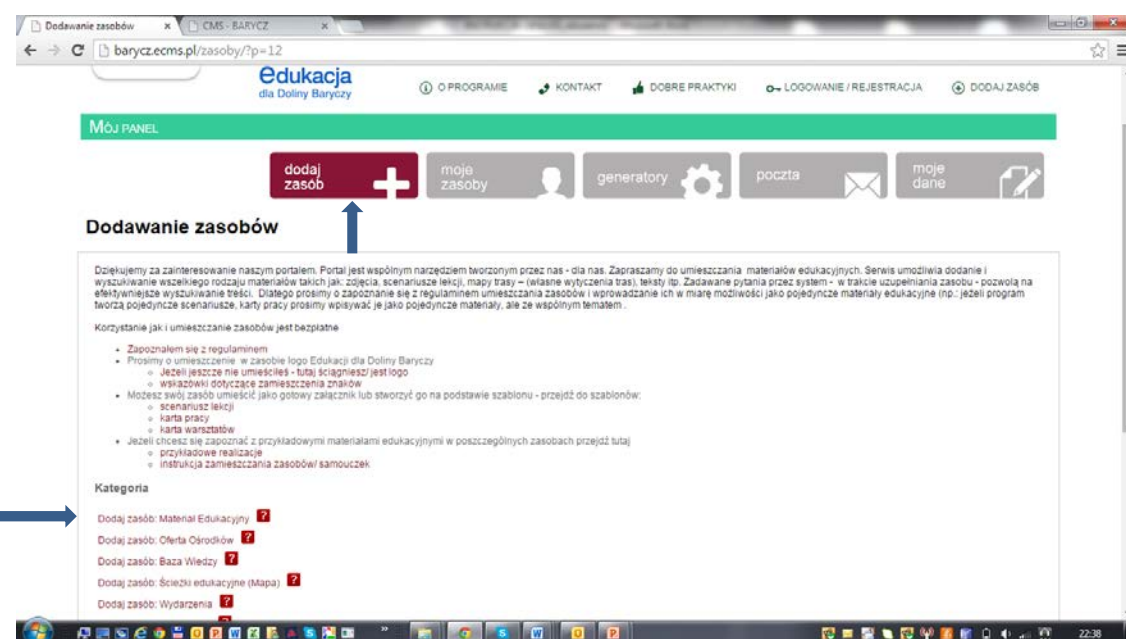 Dodawanie zasobów
CMS - BARYCZ
barycz.ecms.pl/zasoby/?p=12
Edukacja
dla Doliny Baryczy
O PROGRAMIE
KONTAKT
DOBRE PRAKTYKI
LOGOWANIE / REJESTRACJA
DODAJ ZASÓB
MÓJ PANEL
dodaj
zasób
moje
zasoby
generatory
poczta
moje
dane
Dodawanie zasobów
Dziękujemy za zainteresowanie naszym portalem. Portal jest wspólnym narzędziem tworzonym przez nas - dla nas. Zapraszamy do umieszczania materiałów edukacyjnych. Serwis umożliwia dodanie i
wyszukiwanie wszelkiego rodzaju materiałów takich jak: zdjęcia, scenariusze lekcji, mapy trasy – (własne wytyczenia tras), teksty itp. Zadawane pytania przez system - w trakcie uzupełniania zasobu - pozwolą na
efektywniejsze wyszukiwanie treści. Dlatego prosimy o zapoznanie się z regulaminem umieszczania zasobów i wprowadzanie ich w miarę możliwości jako pojedyncze materiały edukacyjne (np.: jeżeli program
tworzą pojedyncze scenariusze, karty pracy prosimy wpisywać je jako pojedyncze materiały, ale ze wspólnym tematem .
Korzystanie jak i umieszczanie zasobów jest bezpłatne
Zapoznałem się z regulaminem
Prosimy o umieszczenie w zasobie logo Edukacji dla Doliny Baryczy
Jeżeli jeszcze nie umieściłeś - tutaj ściągniesz/ jest logo
wskazówki dotyczące zamieszczenia znaków
Możesz swój zasób umieścić jako gotowy załącznik lub stworzyć go na podstawie szablonu - przejdź do szablonów:
scenariusz lekcji
karta pracy
karta warsztatów
Jeżeli chcesz się zapoznać z przykładowymi materiałami edukacyjnymi w poszczególnych zasobach przejdź tutaj
przykładowe realizacje
instrukcja zamieszczania zasobów/ samouczek
Kategoria
Dodaj zasób: Materiał Edukacyjny ?
Dodaj zasób: Oferta Ośrodków ?
Dodaj zasób: Baza Wiedzy ?
Dodaj zasób: Ścieżki edukacyjne (Mapa) ?
Dodaj zasób: Wydarzenia ?
22:38